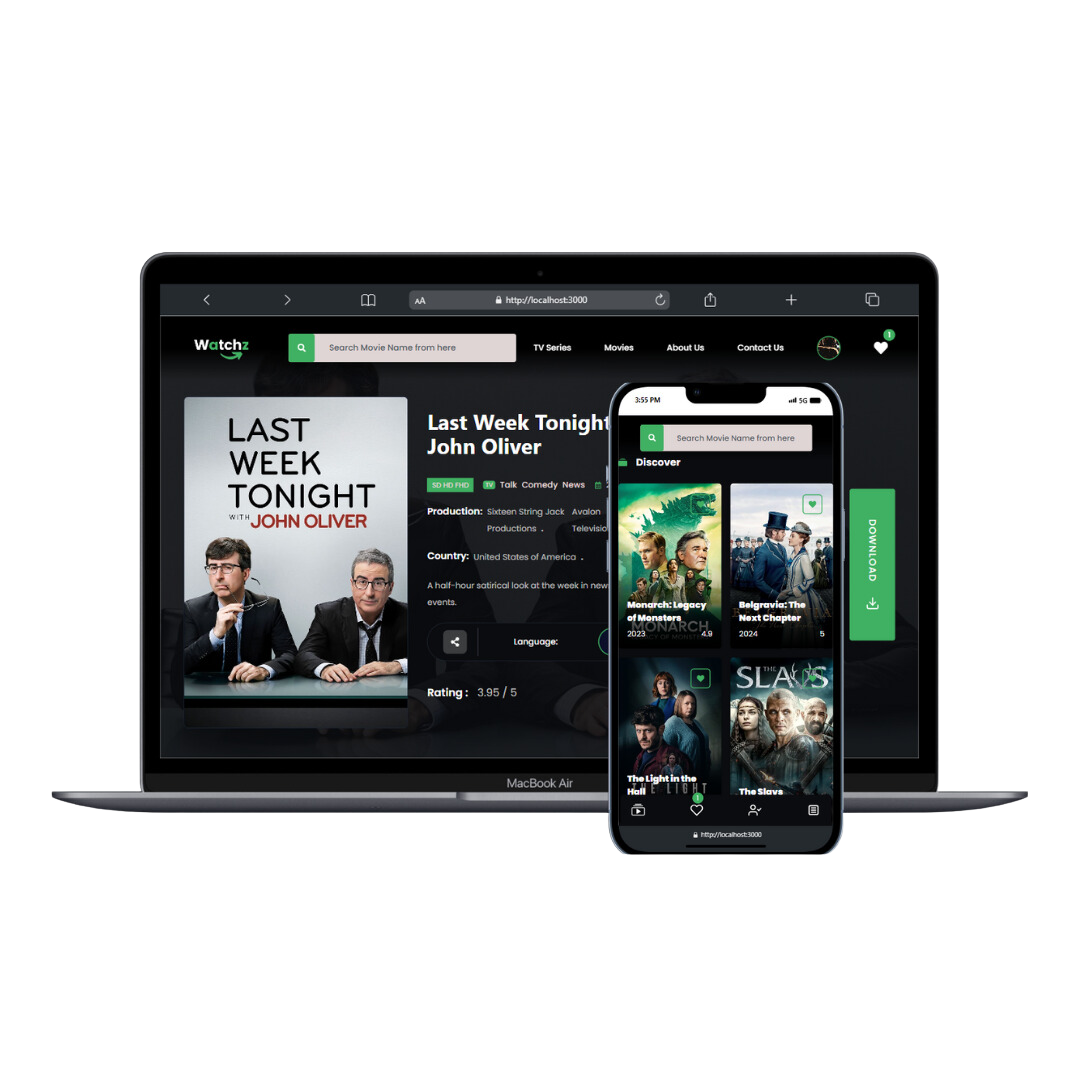 AA
http://localhost:3000
Watchz
Search Movie Name from here
TV Series
Movies
About Us
Contact Us
1
LAST
WEEK
TONIGHT
WITH JOHN OLIVER
Last Week Tonight
John Oliver
SD HD FHD
TV
Talk Comedy News
Production:
Sixteen String Jack
Productions .
Avalon
Country:
United States of America .
A half-hour satirical look at the week in
events.
Language:
Rating :
3.95 / 5
MacBook Air
3:55 PM
5G
Search Movie Name from here
Discover
Monarch: Legacy
of Monsters
MONARCH
LEGACY OF MONSTERS
2023
4.9
Belgravia: The
Next Chapter
2024
5
The Light in the
Hall
THE LIGHT
THE
SLAVS
The Slavs
1
http://localhost:3000
DOWNLOAD